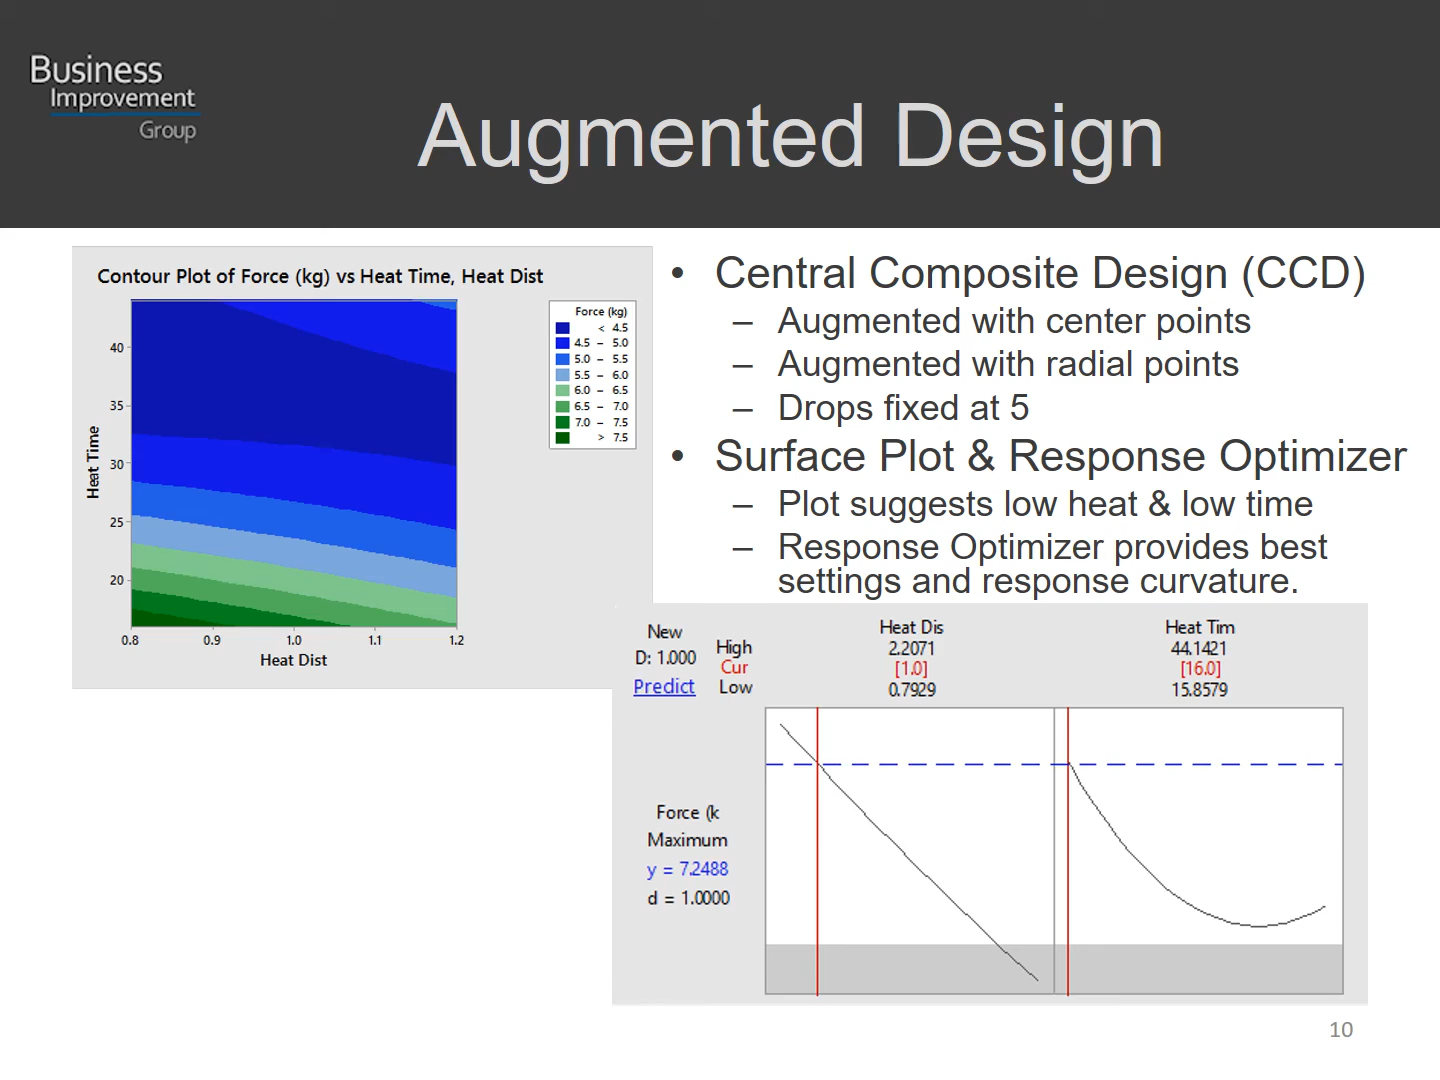 Business
Improvement
Group
Augmented Design
Contour Plot of Force (kg) vs Heat Time, Heat Dist
Heat Time
40
35
30
25
20
0.8 0.9 1.0 1.1 1.2
Heat Dist
Force (kg)
< 4.5
4.5 – 5.0
5.0 – 5.5
5.5 – 6.0
6.0 – 6.5
6.5 – 7.0
7.0 – 7.5
> 7.5
• Central Composite Design (CCD)
– Augmented with center points
– Augmented with radial points
– Drops fixed at 5
• Surface Plot & Response Optimizer
– Plot suggests low heat & low time
– Response Optimizer provides best
settings and response curvature.
New
D: 1.000
Predict
High
Cur
Low
Heat Dis
2.2071
[1.0]
0.7929
Heat Tim
44.1421
[16.0]
15.8579
Force (k
Maximum
y = 7.2488
d = 1.0000
10